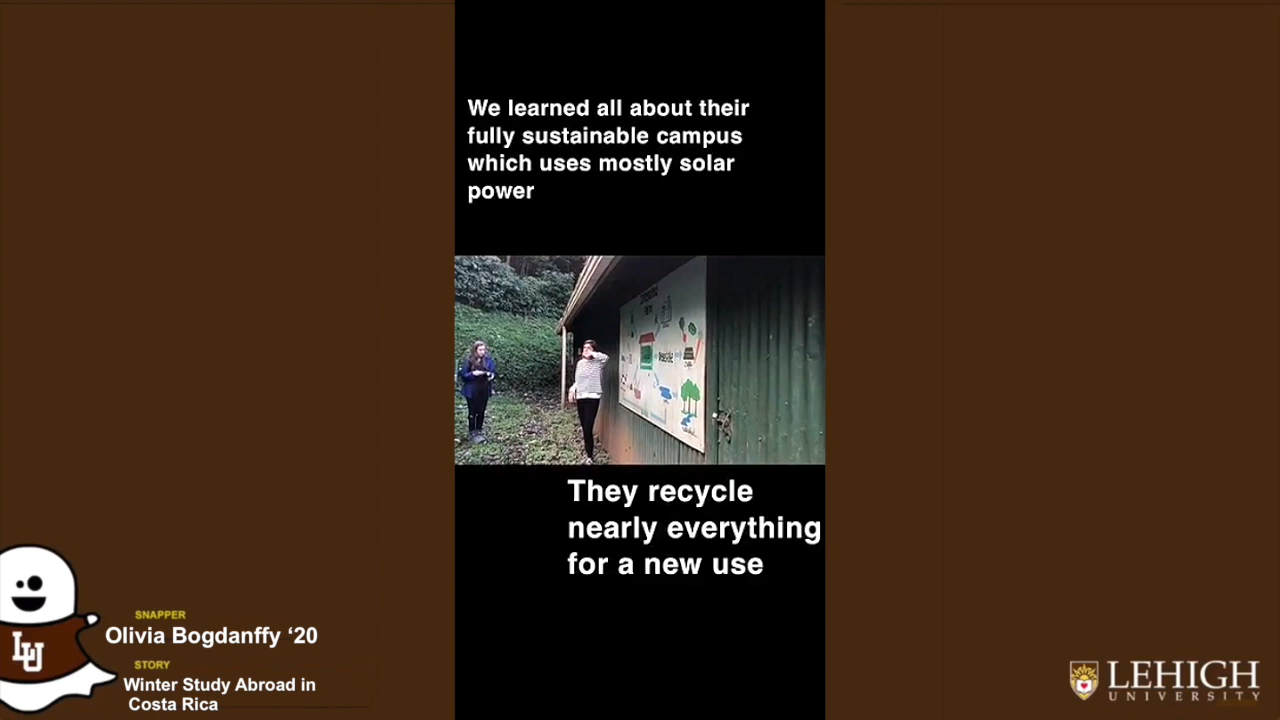 We learned all about their
fully sustainable campus
which uses mostly solar
power
They recycle
nearly everything
for a new use
LU
SNAPPER
Olivia Bogdanffy ‘20
STORY
Winter Study Abroad in
Costa Rica
LEHIGH
UNIVERSITY